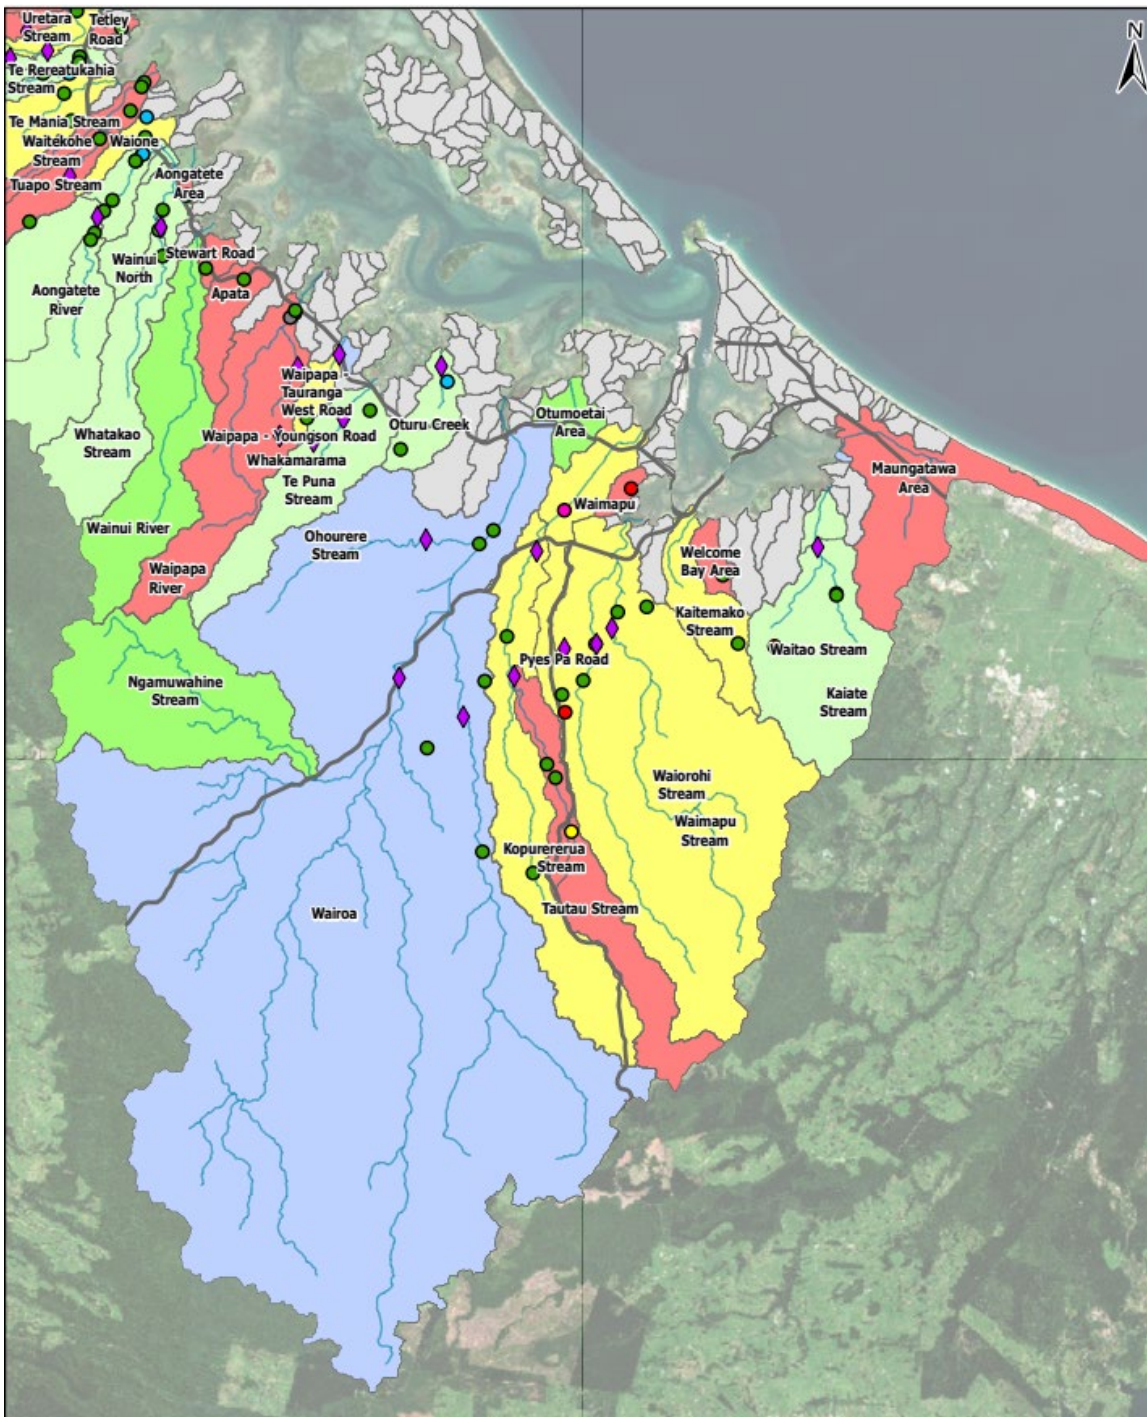 N
Uretara
Stream
Tetley
Road
Te Rereatukahia
Stream
Te Mania Stream
Waitekohe
Stream
Waione
Tuapo Stream
Aongatete
Area
Wainui
North
Stewart Road
Aongatete
River
Apata
Waipapa -
Tauranga
West Road
Otumoetai
Area
Oturu Creek
Whatakao
Stream
Waipapa - Youngson Road
Whakamarama
Te Puna
Stream
Maungatawa
Area
Waimapu
Wainui River
Ohourere
Stream
Welcome
Bay Area
Waipapa
River
Kaitemako
Stream
Waitao Stream
Pyes Pa Road
Ngamuwahine
Stream
Kaiate
Stream
Waiorohi
Stream
Waimapu
Stream
Kopurererua
Stream
Wairoa
Tautau Stream